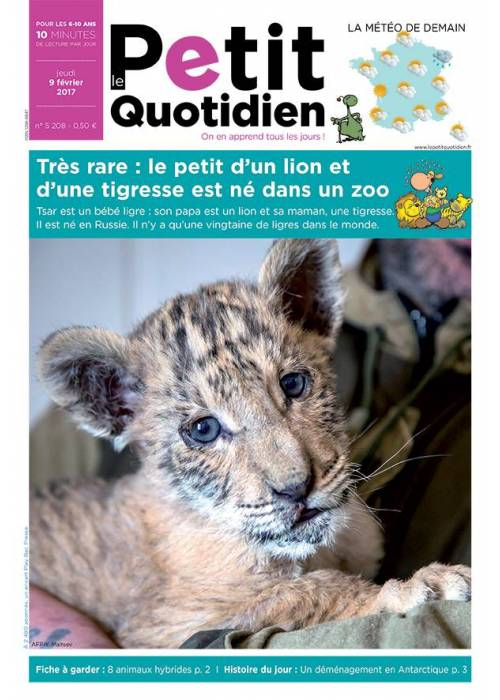 POUR LES 6-10 ANS
10 MINUTES
DE LECTURE PAR JOUR
jeudi
9 février
2017
n° 5 208 - 0,50 €
le Petit
Quotidien
On en apprend tous les jours !
LA MÉTÉO DE DEMAIN
www.lepetitquotidien.fr
Très rare : le petit d'un lion et
d'une tigresse est né dans un zoo
Tsar est un bébé ligre : son papa est un lion et sa maman, une tigresse.
Il est né en Russie. Il n'y a qu'une vingtaine de ligres dans le monde.
Fiche à garder : 8 animaux hybrides p. 2 I Histoire du jour : Un déménagement en Antarctique p. 3